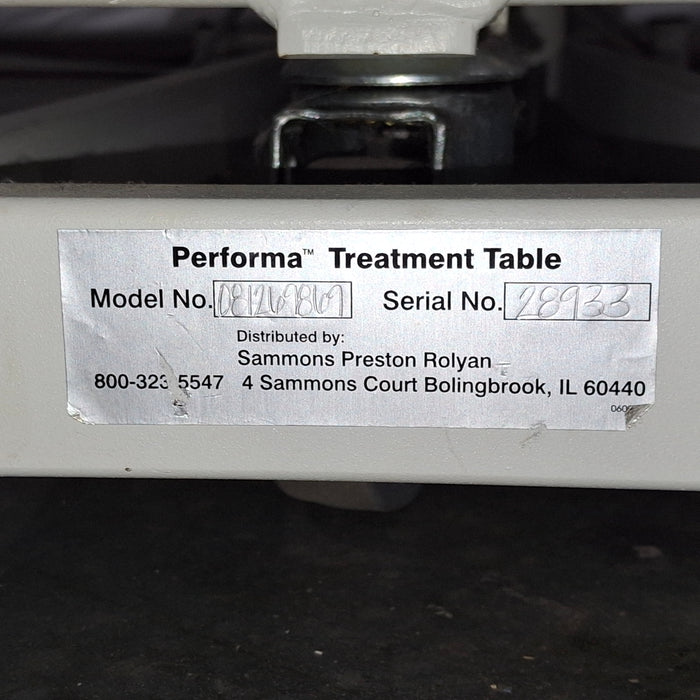 Performa™ Treatment Table
Model No. 081269869 Serial No. 28933
Distributed by:
Sammons Preston Rolyan
800-323 5547 4 Sammons Court Bolingbrook, IL 60440